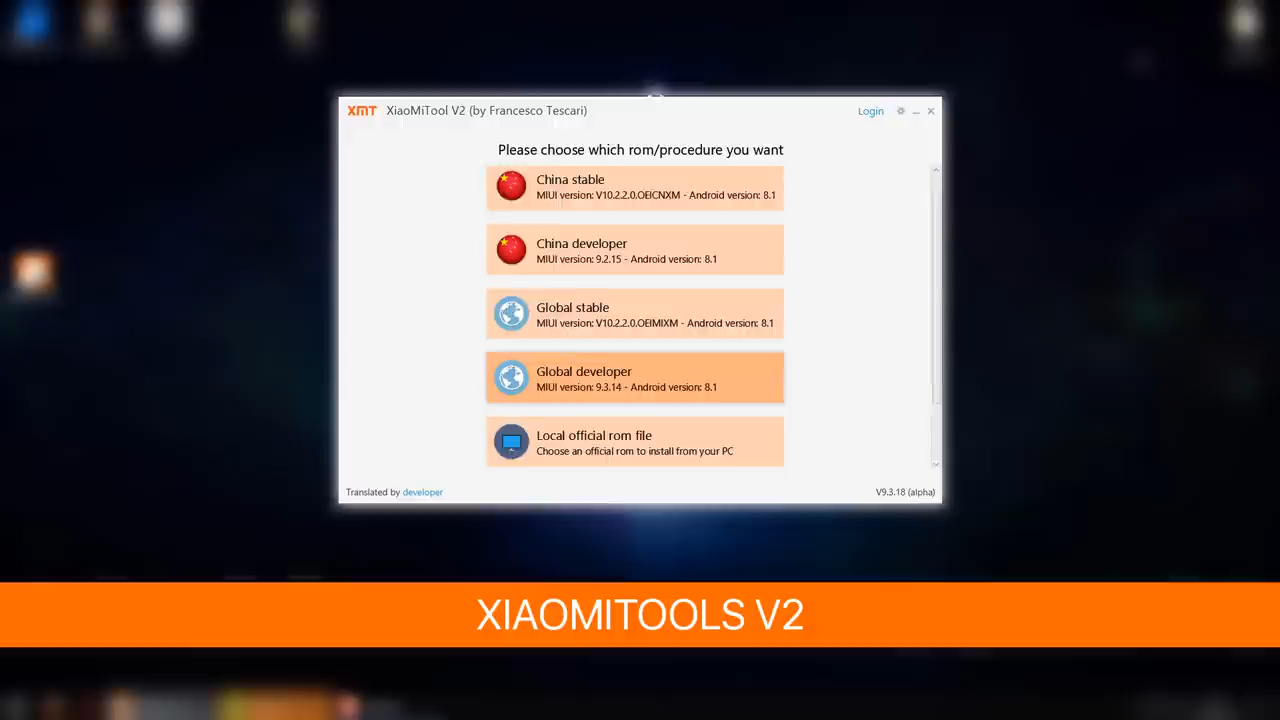 XMT XiaoMiTool V2 (by Francesco Tescari) Login
Please choose which rom/procedure you want
China stable
MIUI version: V10.2.2.0.OEICNXM - Android version: 8.1
China developer
MIUI version: 9.2.15 - Android version: 8.1
Global stable
MIUI version: V10.2.2.0.OEIMIXM - Android version: 8.1
Global developer
MIUI version: 9.3.14 - Android version: 8.1
Local official rom file
Choose an official rom to install from your PC
Translated by developer V9.3.18 (alpha)
XIAOMITOOLS V2